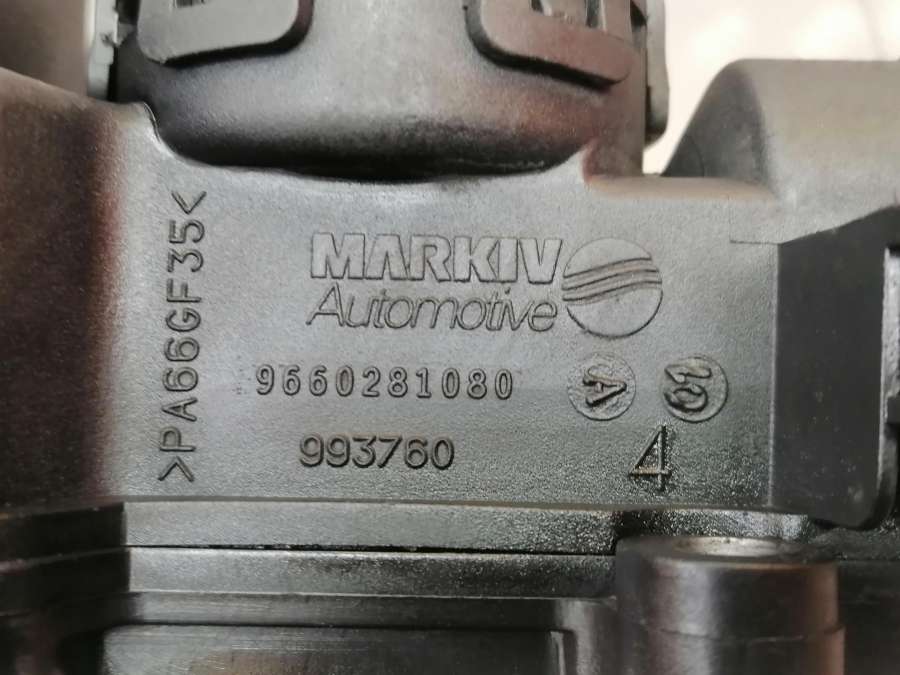 MARKIV
Automotive
>PA66GF35<
9660281080
A
993760
4